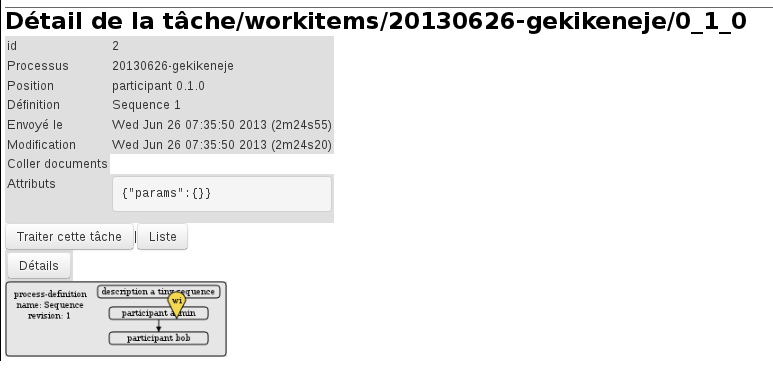 Détail de la tâche/workitems/20130626-gekikeneje/0_1_0
id 2
Processus 20130626-gekikeneje
Position participant 0.1.0
Définition Sequence 1
Envoyé le Wed Jun 26 07:35:50 2013 (2m24s55)
Modification Wed Jun 26 07:35:50 2013 (2m24s20)
Coller documents
Attributs {"params":{}}
Traiter cette tâche | Liste
Détails
process-definition
name: Sequence
revision: 1
description a tiny sequence
wi
participant admin
participant bob